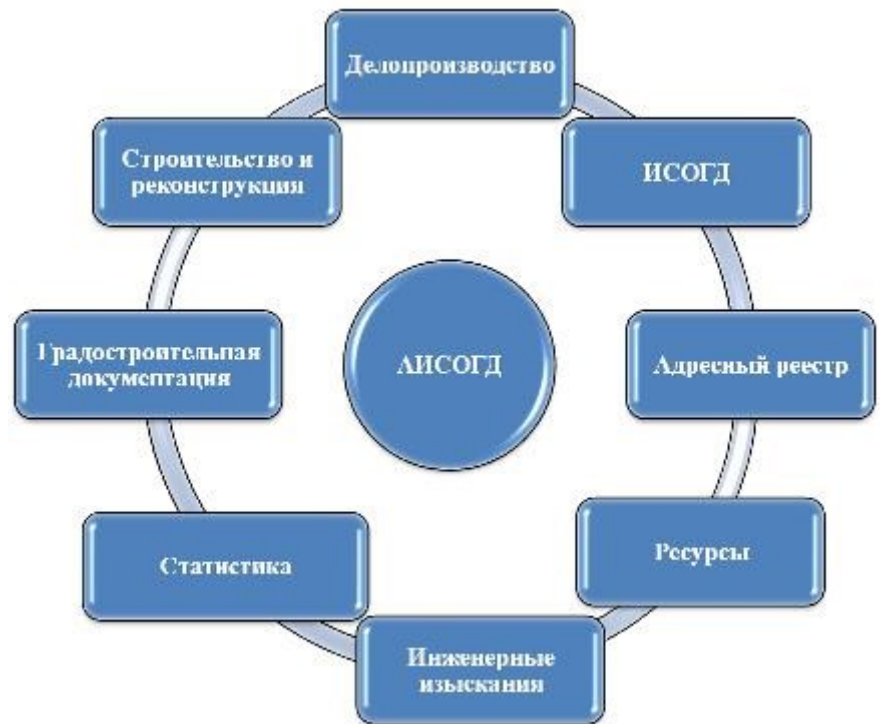 Делопроизводство
ИСОГД
Адресный реестр
Ресурсы
Инженерные
изыскания
Статистика
Градостроительная
документация
Строительство и
реконструкция
АИСОГД